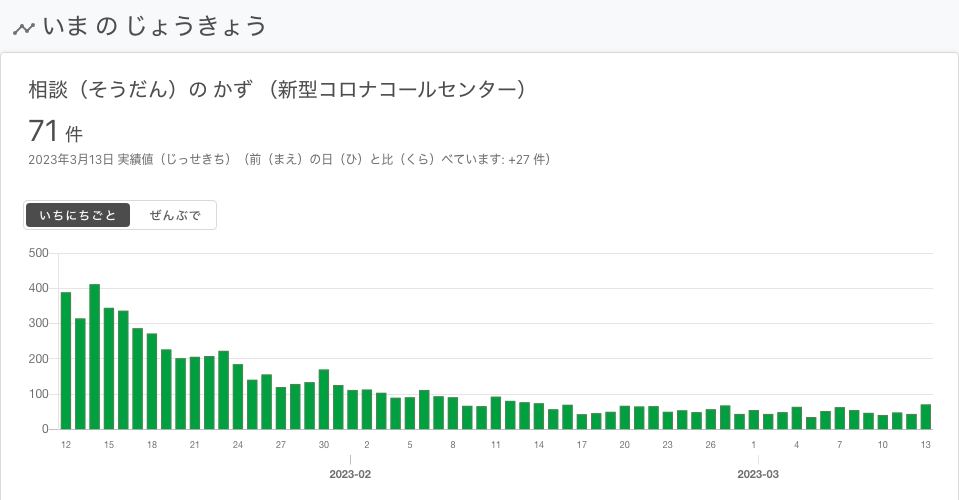 いま の じょうきょう
相談（そうだん）の かず （新型コロナコールセンター）
71 件
2023年3月13日 実績値（じっせきち）（前（まえ）の日（ひ）と比（くら）べています: +27 件）
いちにちごと ぜんぶで
500
400
300
200
100
0
12 15 18 21 24 27 30 2 5 8 11 14 17 20 23 26 1 4 7 10 13
2023-02 2023-03